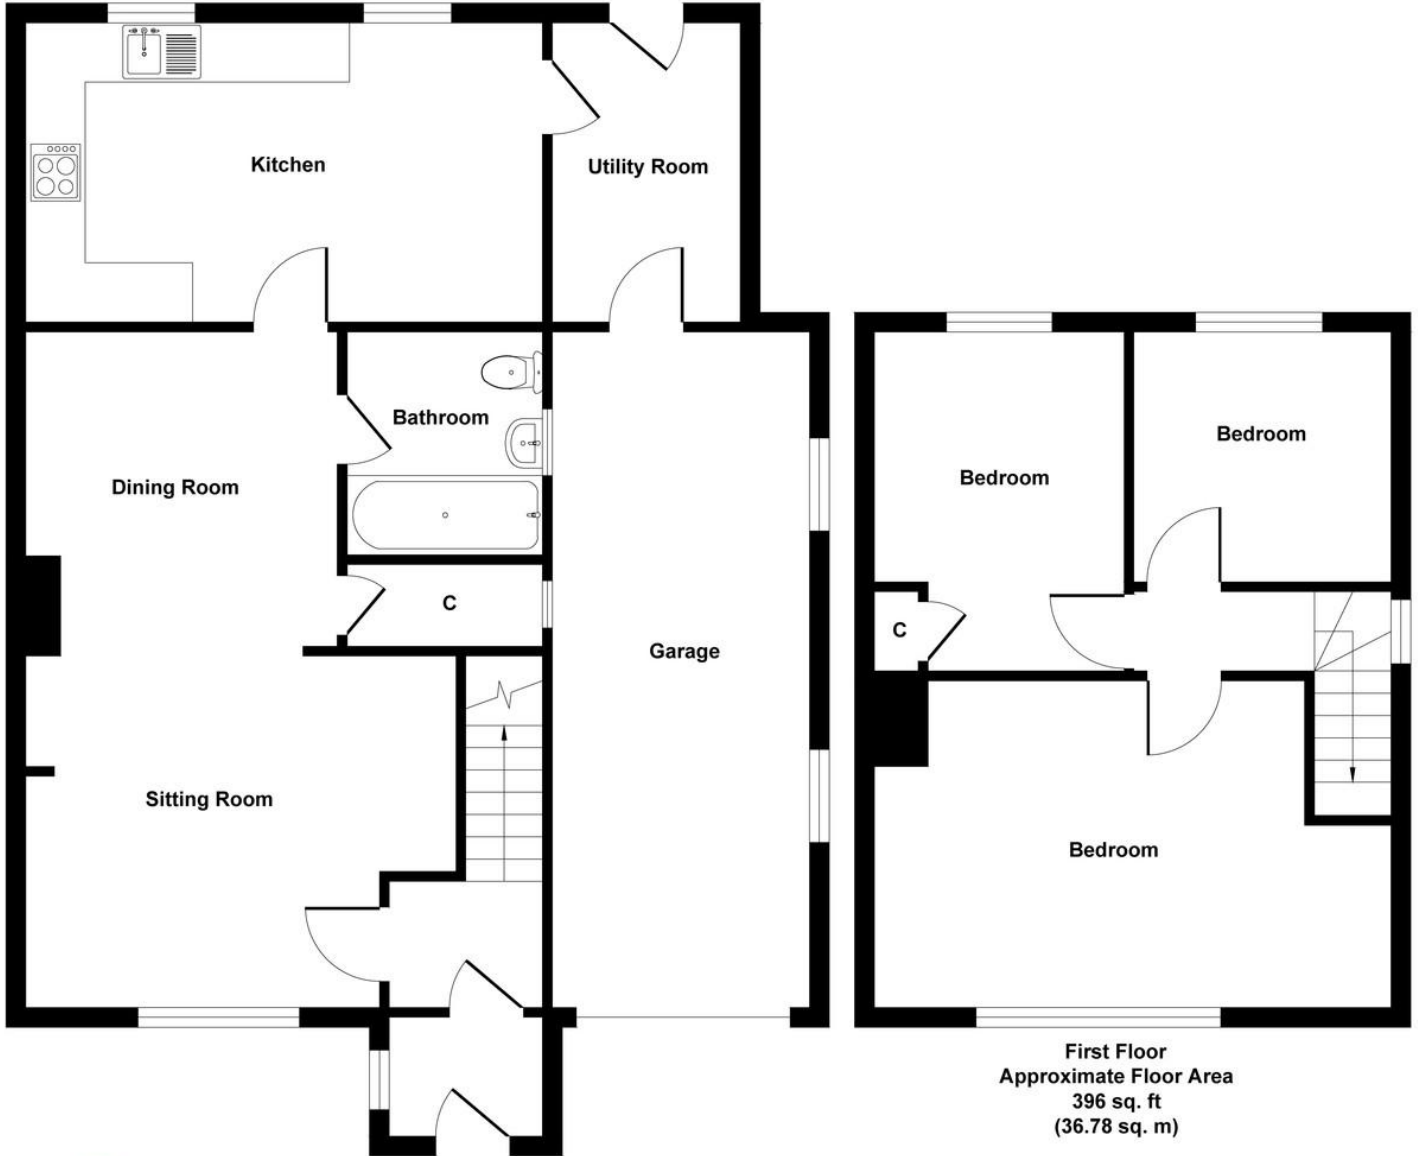 Kitchen
Utility Room
Bathroom
Dining Room
C
Garage
Sitting Room
Bedroom
Bedroom
C
Bedroom
First Floor
Approximate Floor Area
396 sq. ft
(36.78 sq. m)